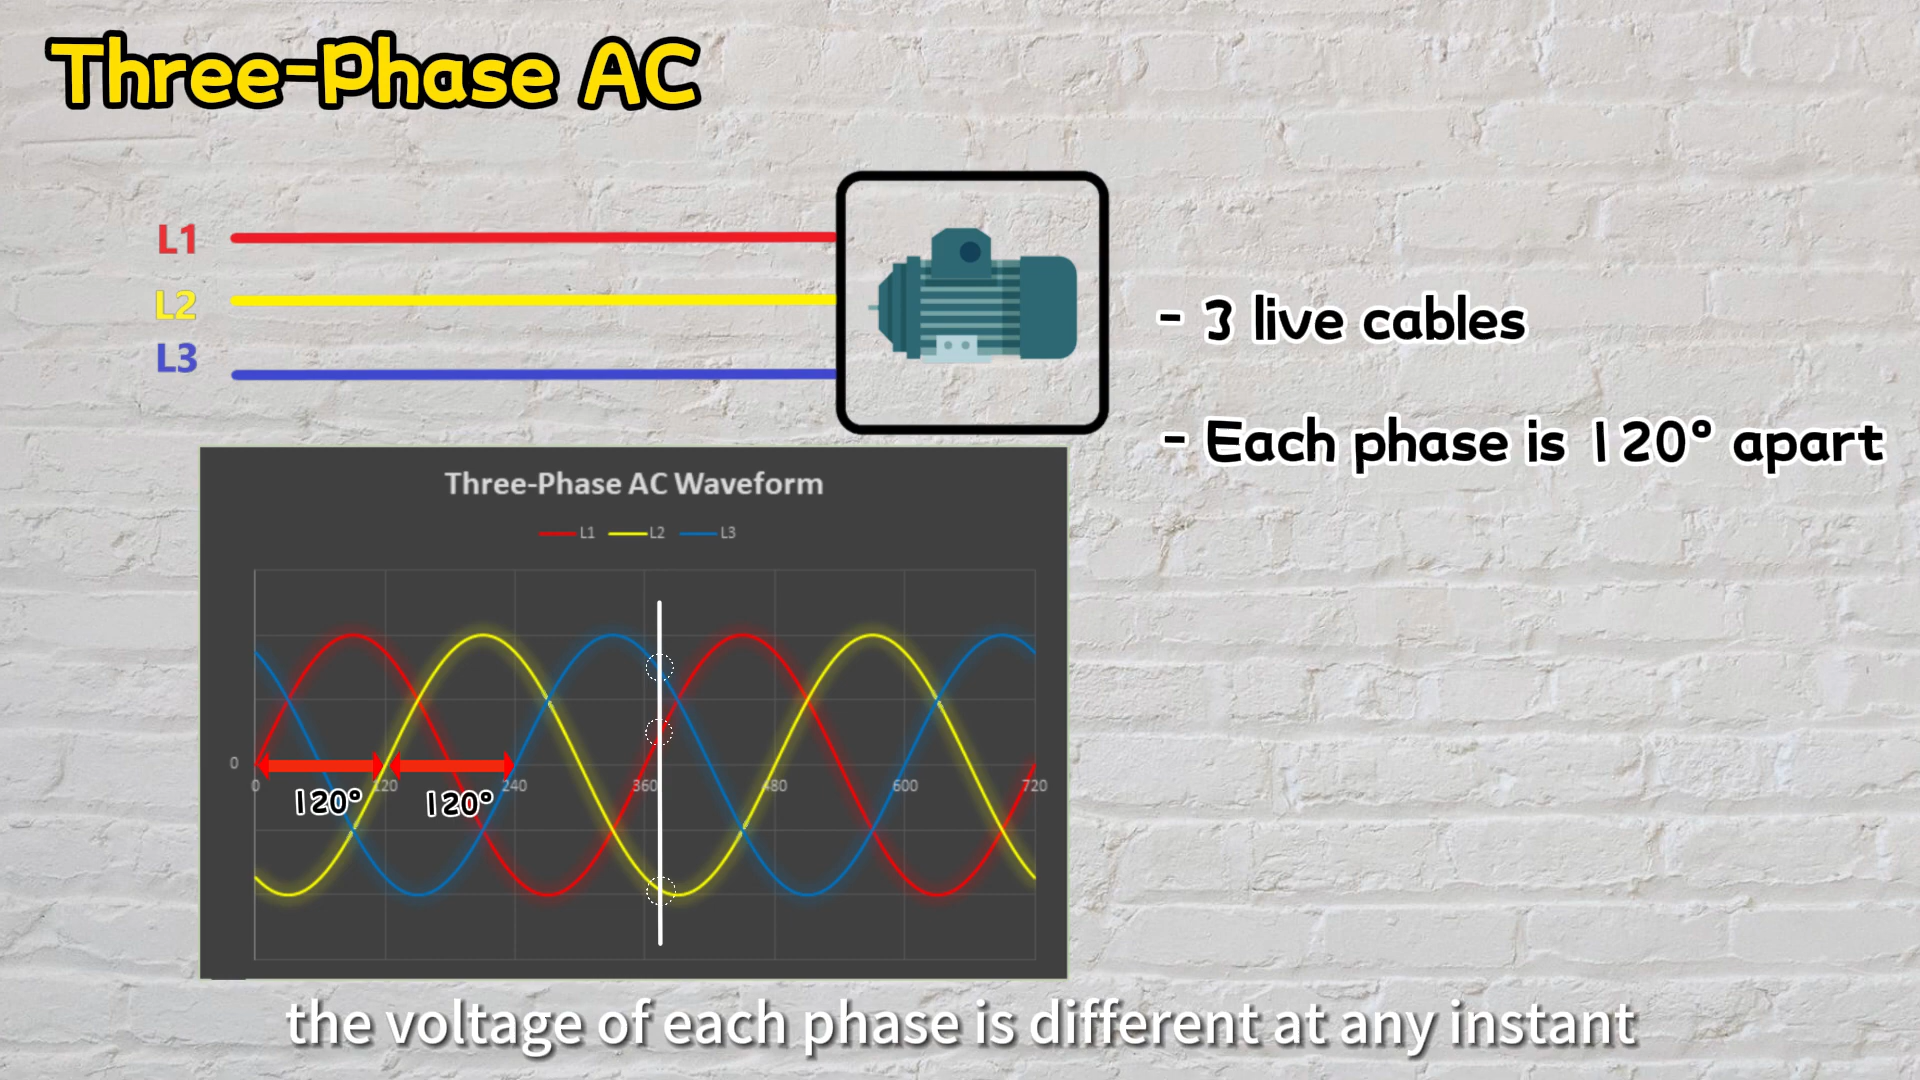 Three-Phase AC
L1
L2
L3
- 3 live cables
- Each phase is 120° apart
Three-Phase AC Waveform
L1 L2 L3
0
0 120 240 360 480 600 720
120° 120°
the voltage of each phase is different at any instant